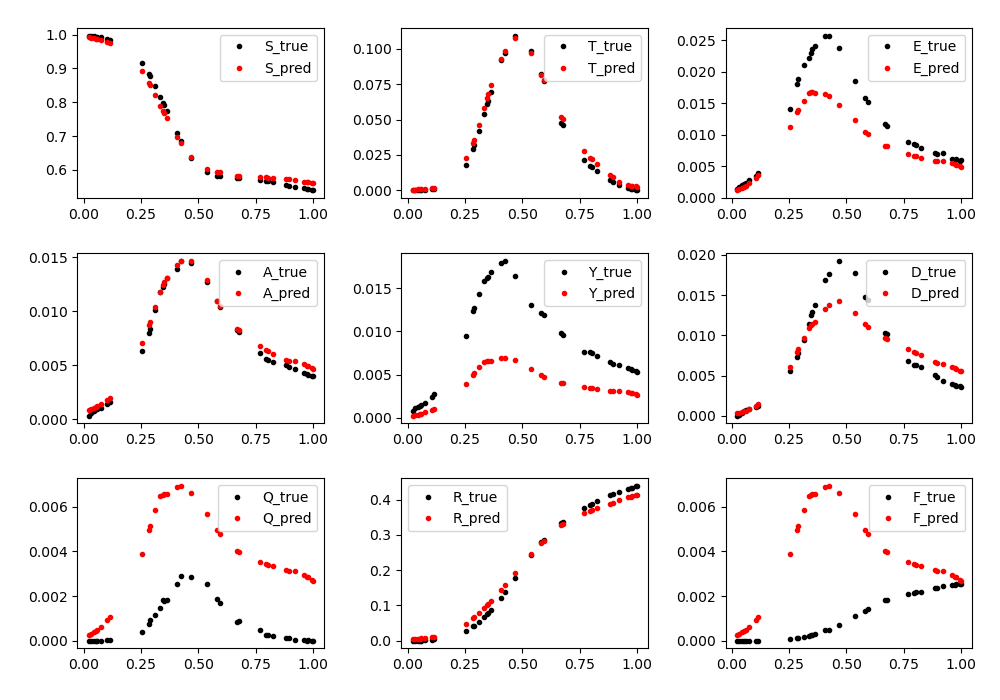 1.0
0.9
0.8
0.7
0.6
0.00 0.25 0.50 0.75 1.00
S_true
S_pred
0.100
0.075
0.050
0.025
0.000
0.00 0.25 0.50 0.75 1.00
T_true
T_pred
0.025
0.020
0.015
0.010
0.005
0.000
0.00 0.25 0.50 0.75 1.00
E_true
E_pred
0.015
0.010
0.005
0.000
0.00 0.25 0.50 0.75 1.00
A_true
A_pred
0.015
0.010
0.005
0.000
0.00 0.25 0.50 0.75 1.00
Y_true
Y_pred
0.020
0.015
0.010
0.005
0.000
0.00 0.25 0.50 0.75 1.00
D_true
D_pred
0.006
0.004
0.002
0.000
0.00 0.25 0.50 0.75 1.00
Q_true
Q_pred
0.4
0.3
0.2
0.1
0.0
0.00 0.25 0.50 0.75 1.00
R_true
R_pred
0.006
0.004
0.002
0.000
0.00 0.25 0.50 0.75 1.00
F_true
F_pred